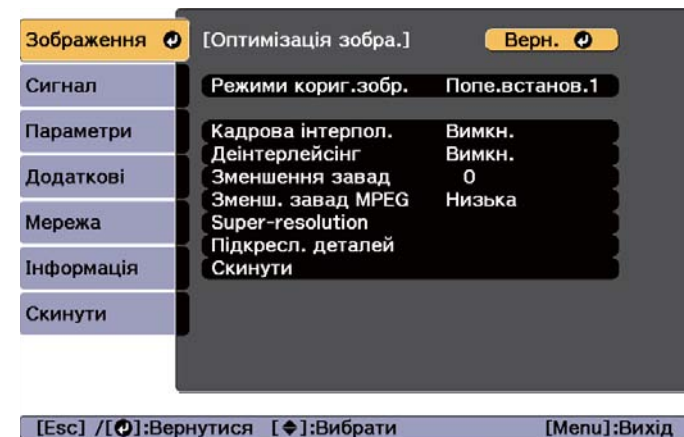 Зображення
[Оптимізація зобра.] Верн.
Сигнал
Режими кориг.зобр. Попе.встанов.1
Параметри
Кадрова інтерпол. Вимкн.
Деінтерлейсінг Вимкн.
Додаткові
Зменшення завад 0
Зменш. завад MPEG Низька
Мережа
Super-resolution
Підкресл. деталей
Інформація
Скинути
Скинути
[Esc] /[]:Вернутися []:Вибрати [Menu]:Вихід